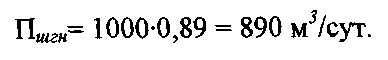 Пшгн= 1000·0,89 = 890 м³/сут.